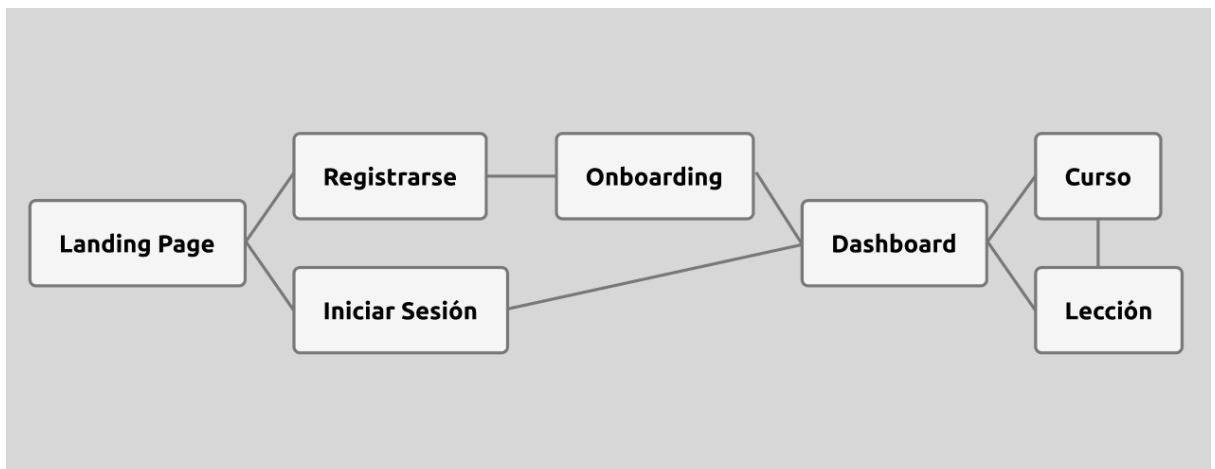 Landing Page
Registrarse
Iniciar Sesión
Onboarding
Dashboard
Curso
Lección